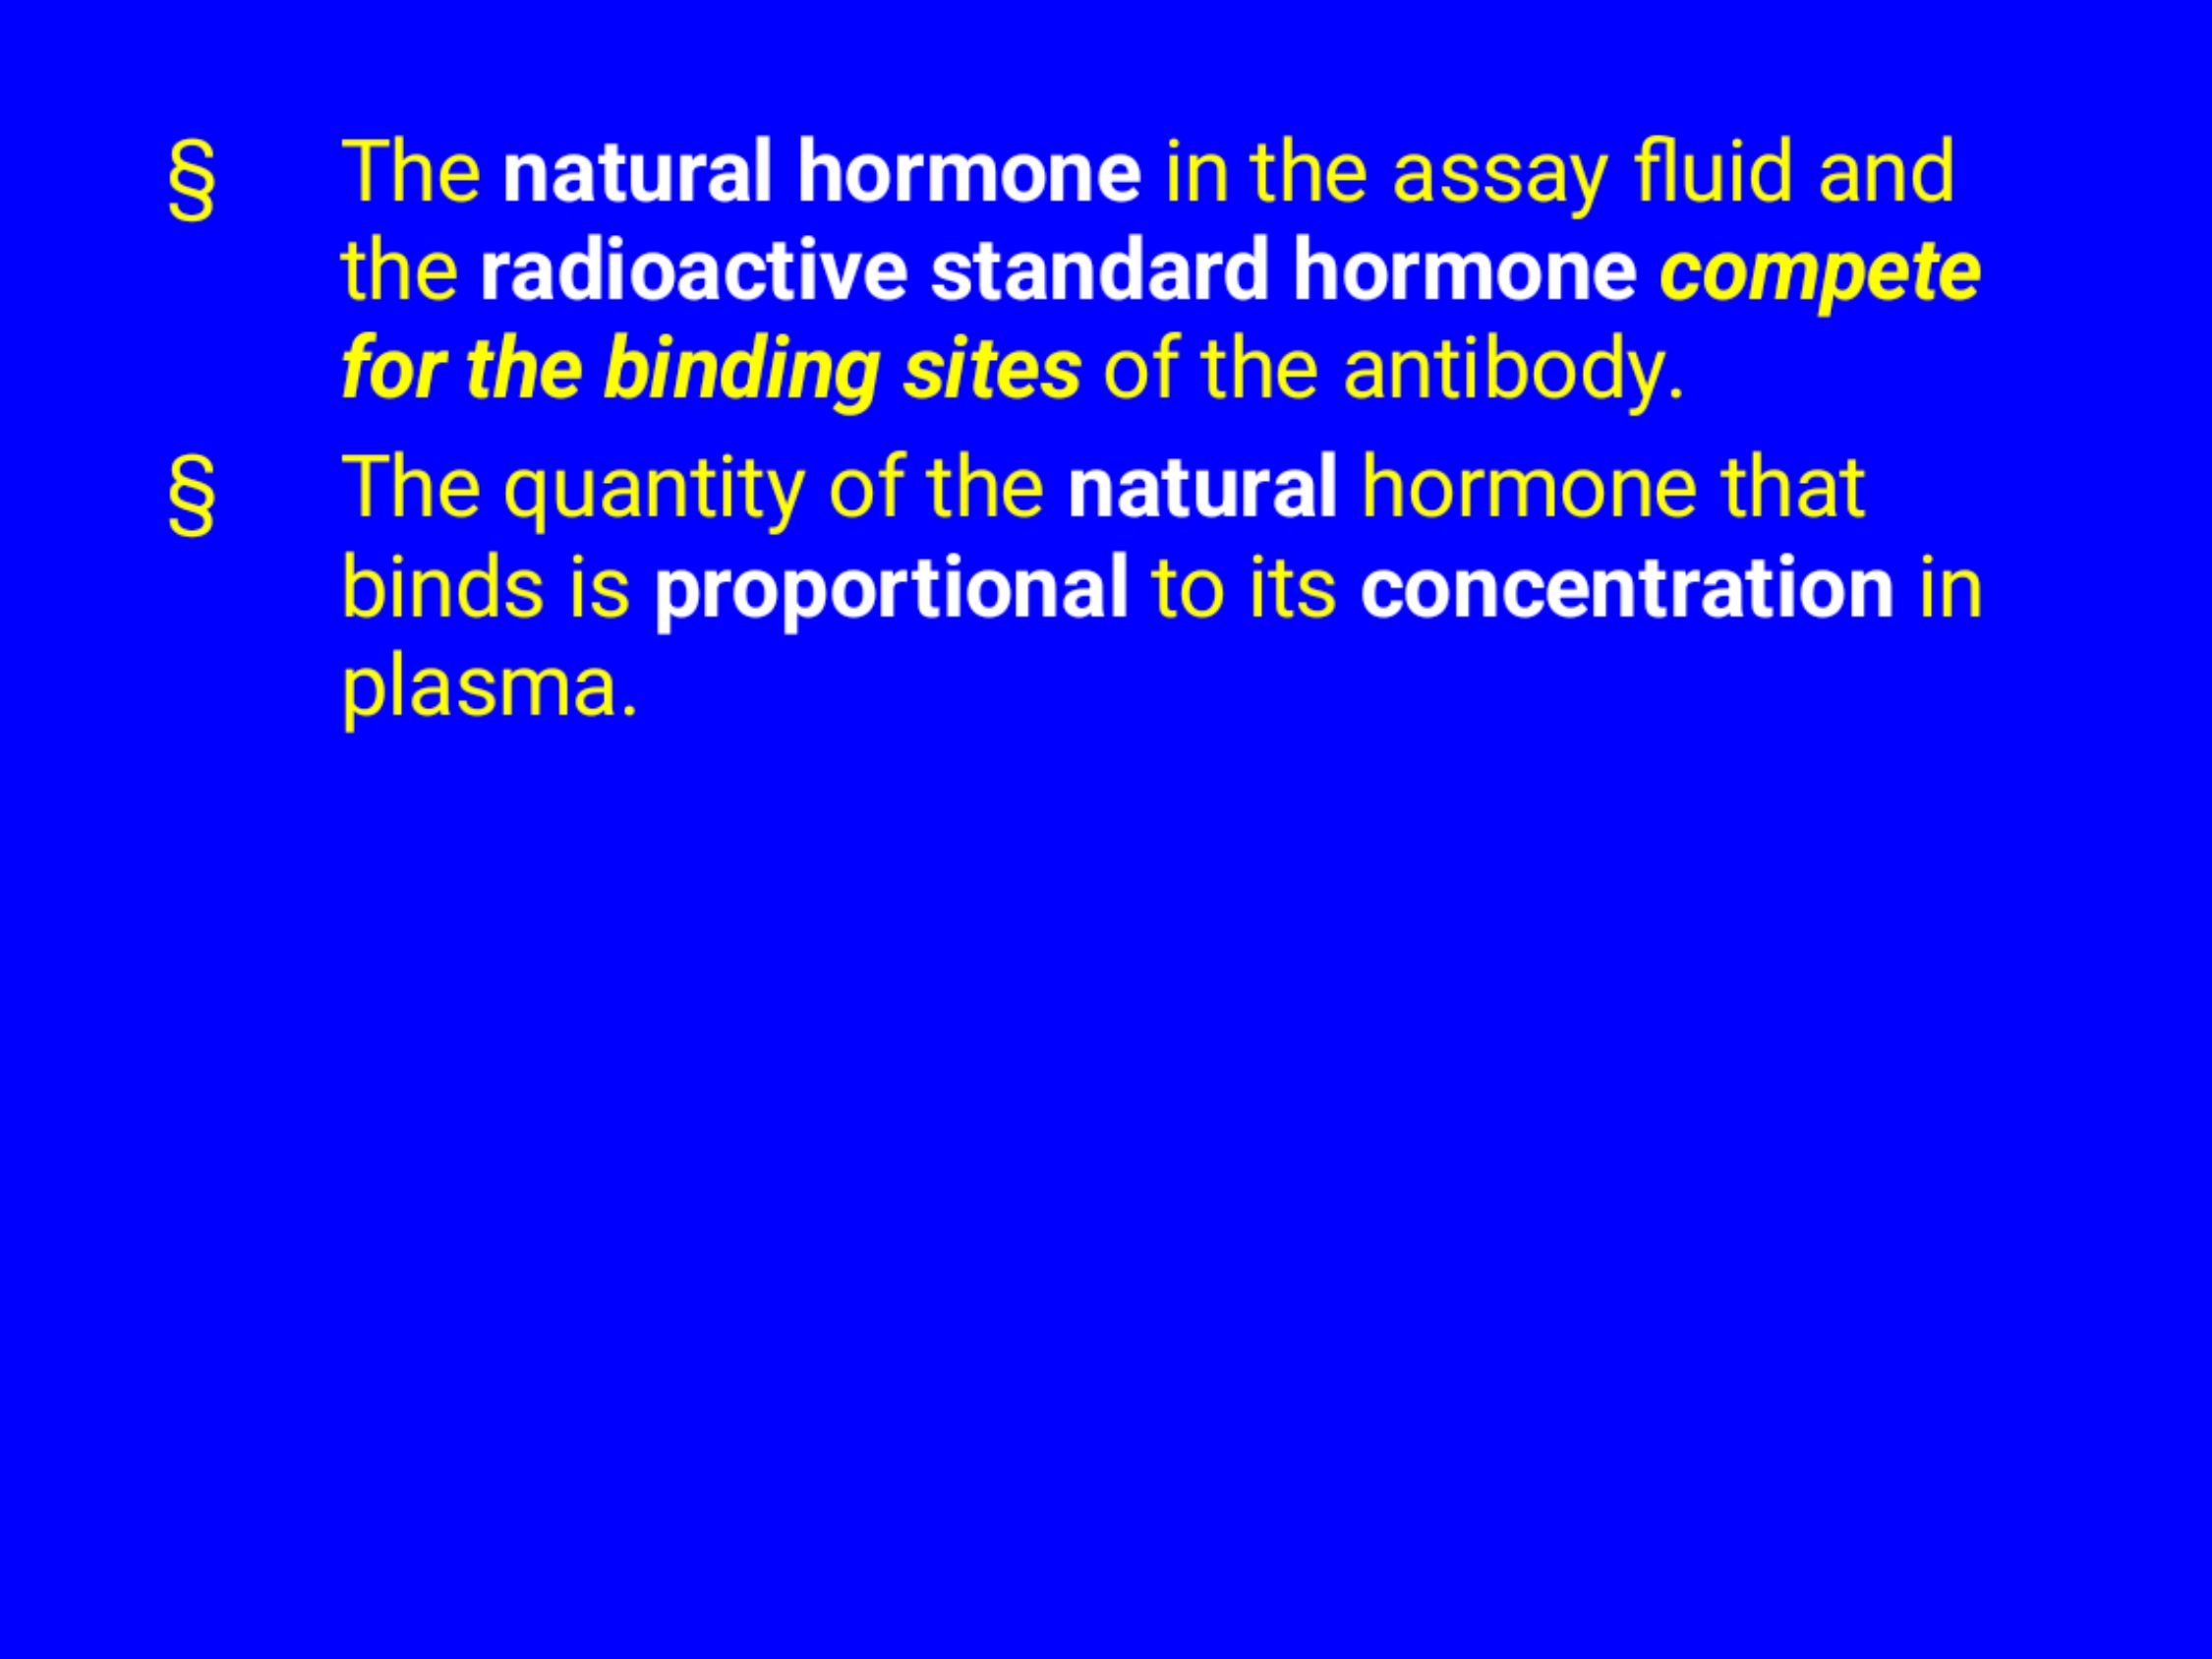 § The natural hormone in the assay fluid and
the radioactive standard hormone compete
for the binding sites of the antibody.
§ The quantity of the natural hormone that
binds is proportional to its concentration in
plasma.